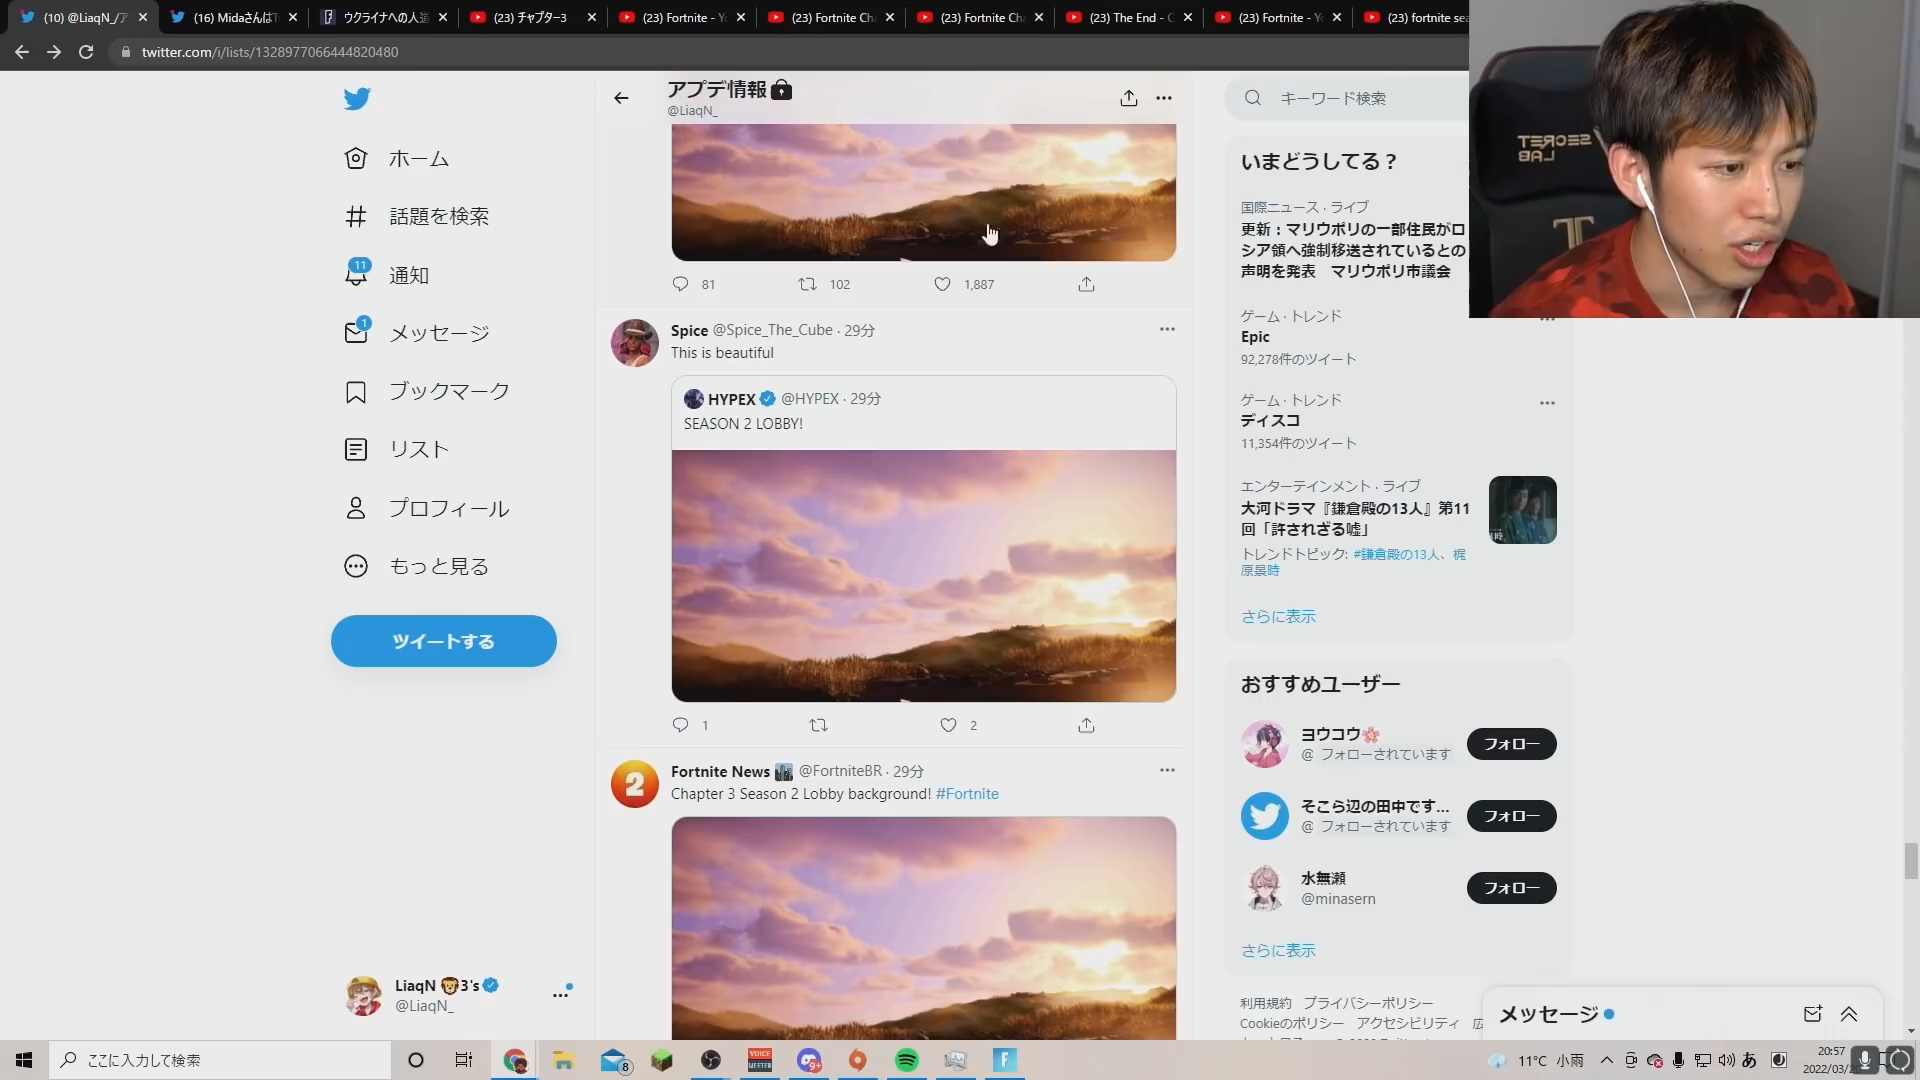 (10) @LiaqN_/ア
(16) Midaさんは
ウクライナへの人道
(23) チャプター3
(23) Fortnite - Y
(23) Fortnite Ch
(23) Fortnite Ch
(23) The End - C
(23) Fortnite - Y
(23) fortnite sea
twitter.com/i/lists/1328977066444820480
ホーム
話題を検索
11
通知
1
メッセージ
ブックマーク
リスト
プロフィール
もっと見る
ツイートする
LiaqN 🦁3's
@LiaqN_
アプデ情報
@LiaqN_
81
102
1,887
Spice @Spice_The_Cube · 29分
This is beautiful
HYPEX @HYPEX · 29分
SEASON 2 LOBBY!
1
2
2
Fortnite News @FortniteBR · 29分
Chapter 3 Season 2 Lobby background! #Fortnite
キーワード検索
いまどうしてる？
国際ニュース · ライブ
更新：マリウポリの一部住民がロ
シア領へ強制移送されているとの
声明を発表　マリウポリ市議会
ゲーム · トレンド
Epic
92,278件のツイート
ゲーム · トレンド
ディスコ
11,354件のツイート
エンターテインメント · ライブ
大河ドラマ『鎌倉殿の13人』第11
回「許されざる嘘」
トレンドトピック: #鎌倉殿の13人、梶
原景時
さらに表示
おすすめユーザー
ヨウコウ🌸
@ フォローされています
フォロー
そこら辺の田中です...
@ フォローされています
フォロー
水無瀬
@minasern
フォロー
さらに表示
利用規約　プライバシーポリシー
Cookieのポリシー　アクセシビリティ　広
メッセージ
SECRET
LAB
ここに入力して検索
8
VOICE
MEETER
9+
F
11°C 小雨
あ
20:57
2022/03/2